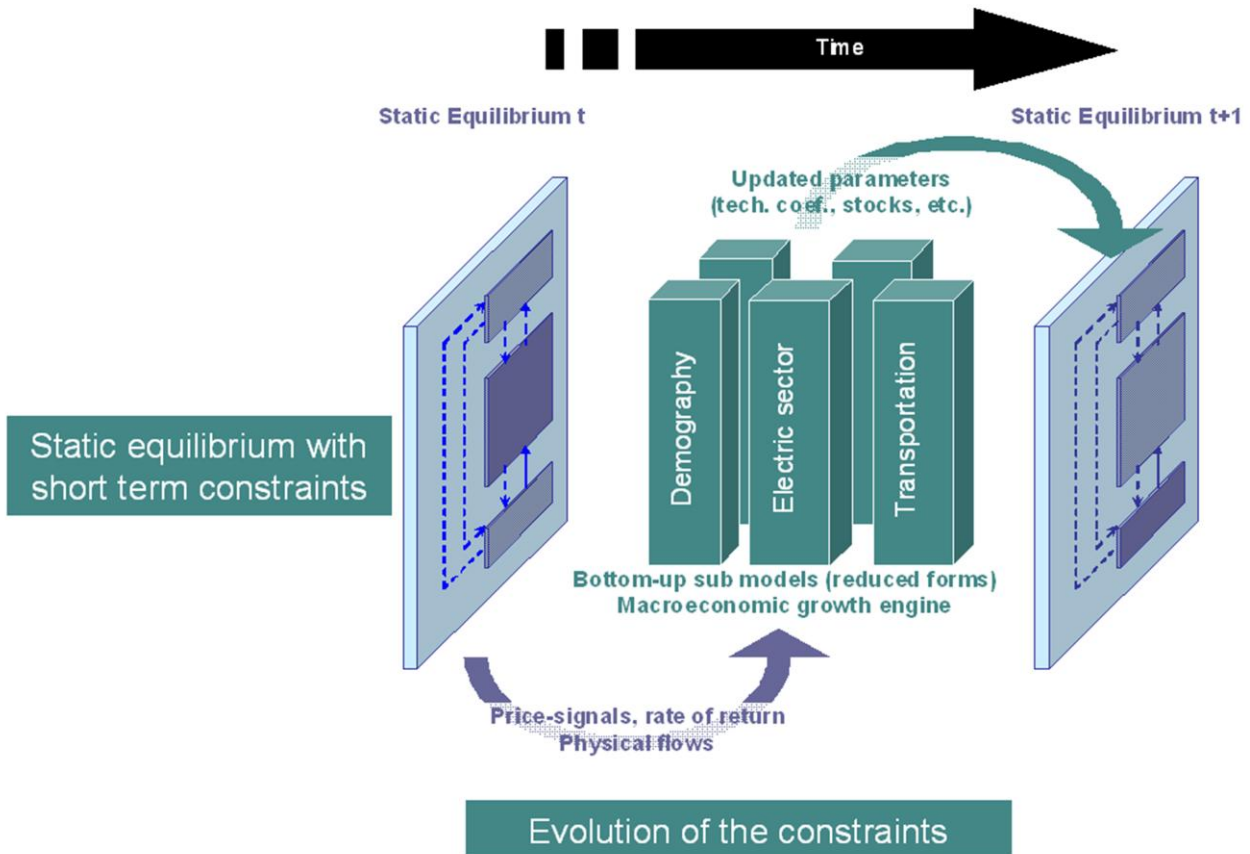 Time
Static Equilibrium t
Static Equilibrium t+1
Updated parameters
(tech. coef., stocks, etc.)
Static equilibrium with
short term constraints
Demography
Electric sector
Transportation
Bottom-up sub models (reduced forms)
Macroeconomic growth engine
Price-signals, rate of return
Physical flows
Evolution of the constraints